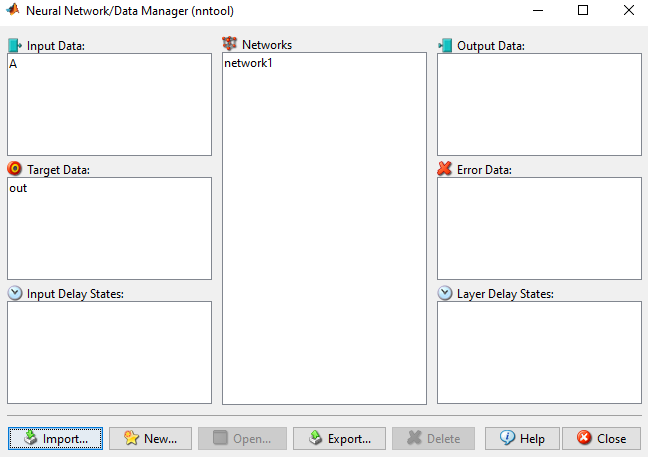 Neural Network/Data Manager (nntool)
Input Data:
A
Networks
network1
Output Data:
Target Data:
out
Error Data:
Input Delay States:
Layer Delay States:
Import...
New...
Open...
Export...
Delete
Help
Close